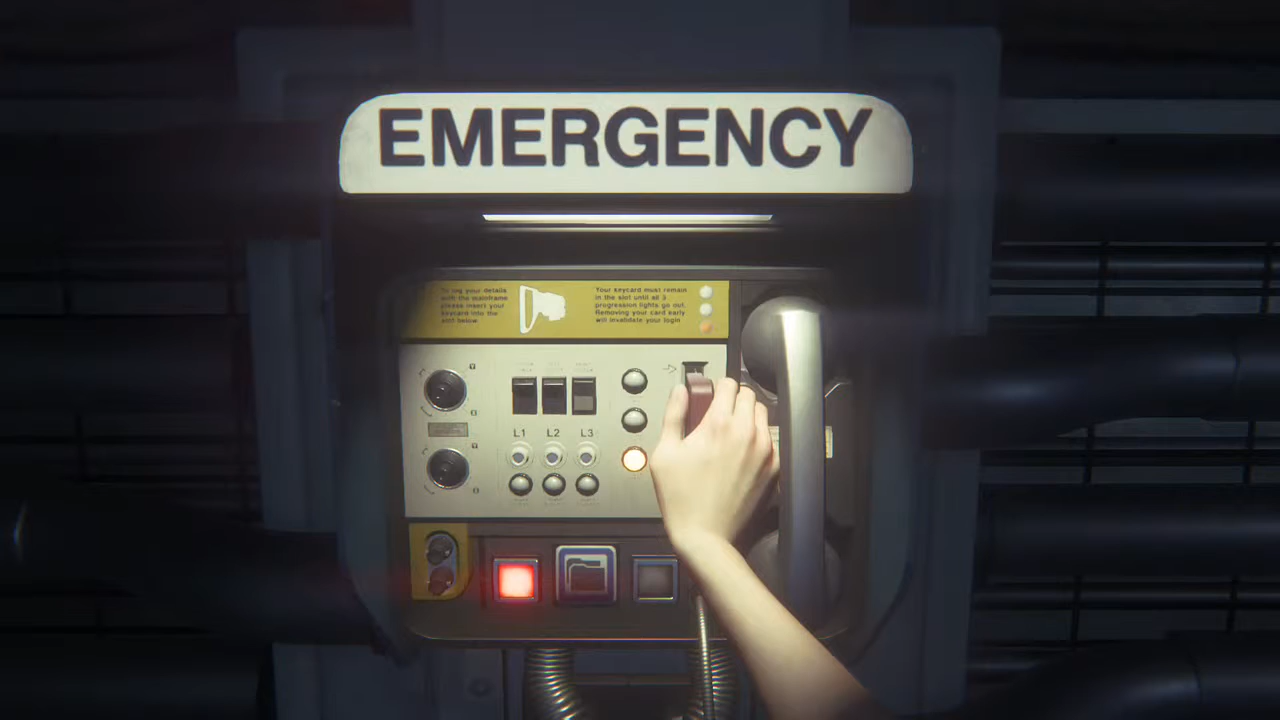 EMERGENCY
To log your details
with the mainframe
please insert your
keycard into the
slot below
Your keycard must remain
in the slot until all 3
progression lights go out.
Removing your card early
will invalidate your login
L1 L2 L3